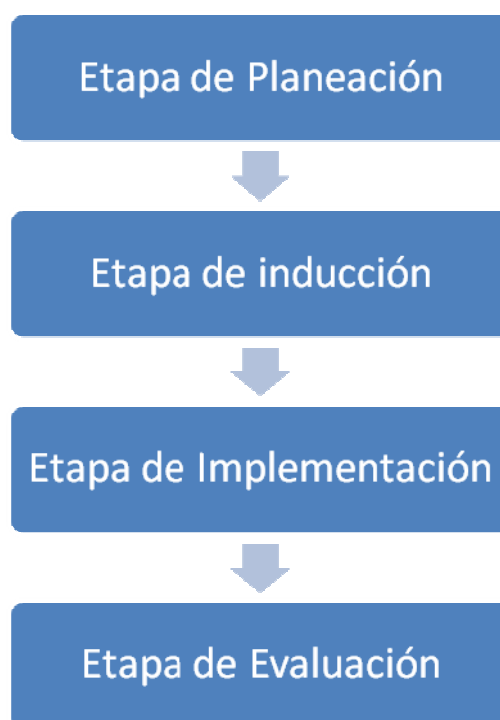 Etapa de Planeación
Etapa de inducción
Etapa de Implementación
Etapa de Evaluación